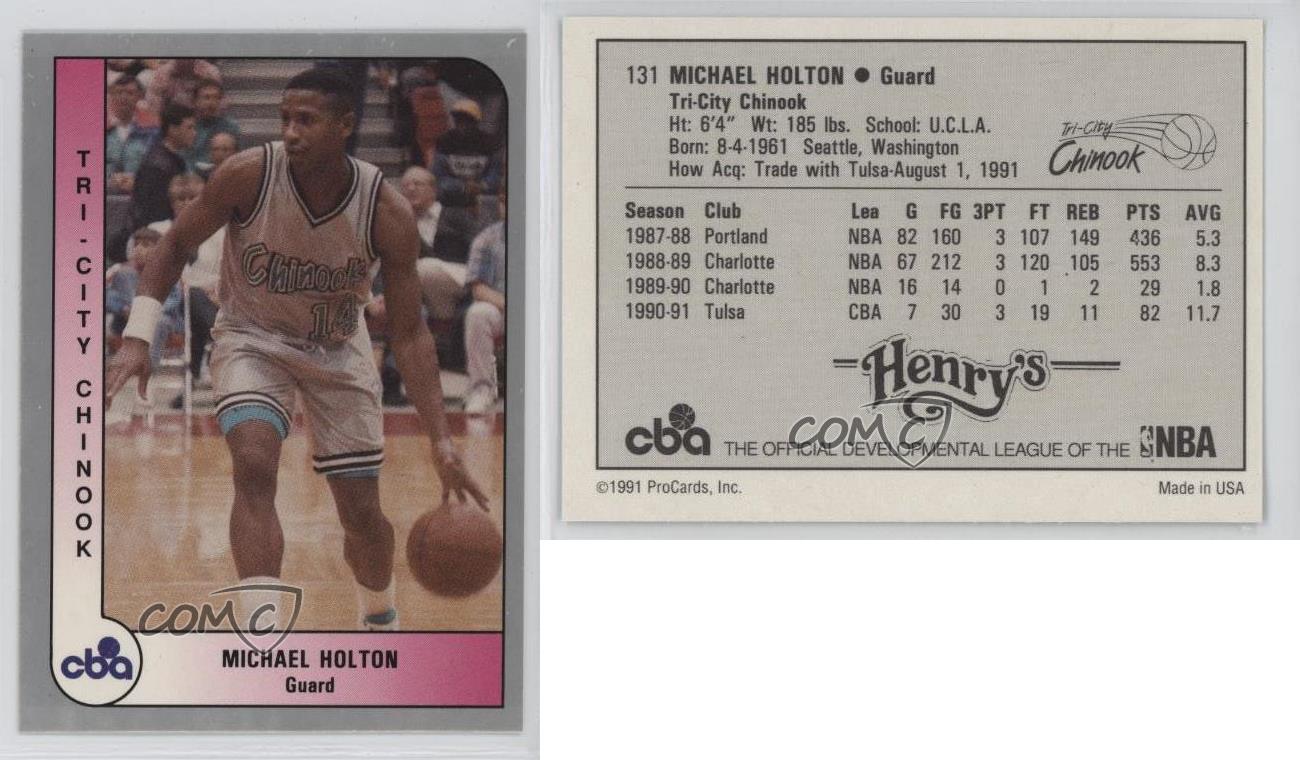 TRI-CITY CHINOOK
Chinook
14
COMC
cba
MICHAEL HOLTON
Guard
131 MICHAEL HOLTON ● Guard
Tri-City Chinook
Ht: 6'4" Wt: 185 lbs. School: U.C.L.A.
Born: 8-4-1961 Seattle, Washington
How Acq: Trade with Tulsa-August 1, 1991
Tri-City
Chinook
Season Club Lea G FG 3PT FT REB PTS AVG
1987-88 Portland NBA 82 160 3 107 149 436 5.3
1988-89 Charlotte NBA 67 212 3 120 105 553 8.3
1989-90 Charlotte NBA 16 14 0 1 2 29 1.8
1990-91 Tulsa CBA 7 30 3 19 11 82 11.7
Henry's
COMC
cba THE OFFICIAL DEVELOPMENTAL LEAGUE OF THE NBA
©1991 ProCards, Inc. Made in USA